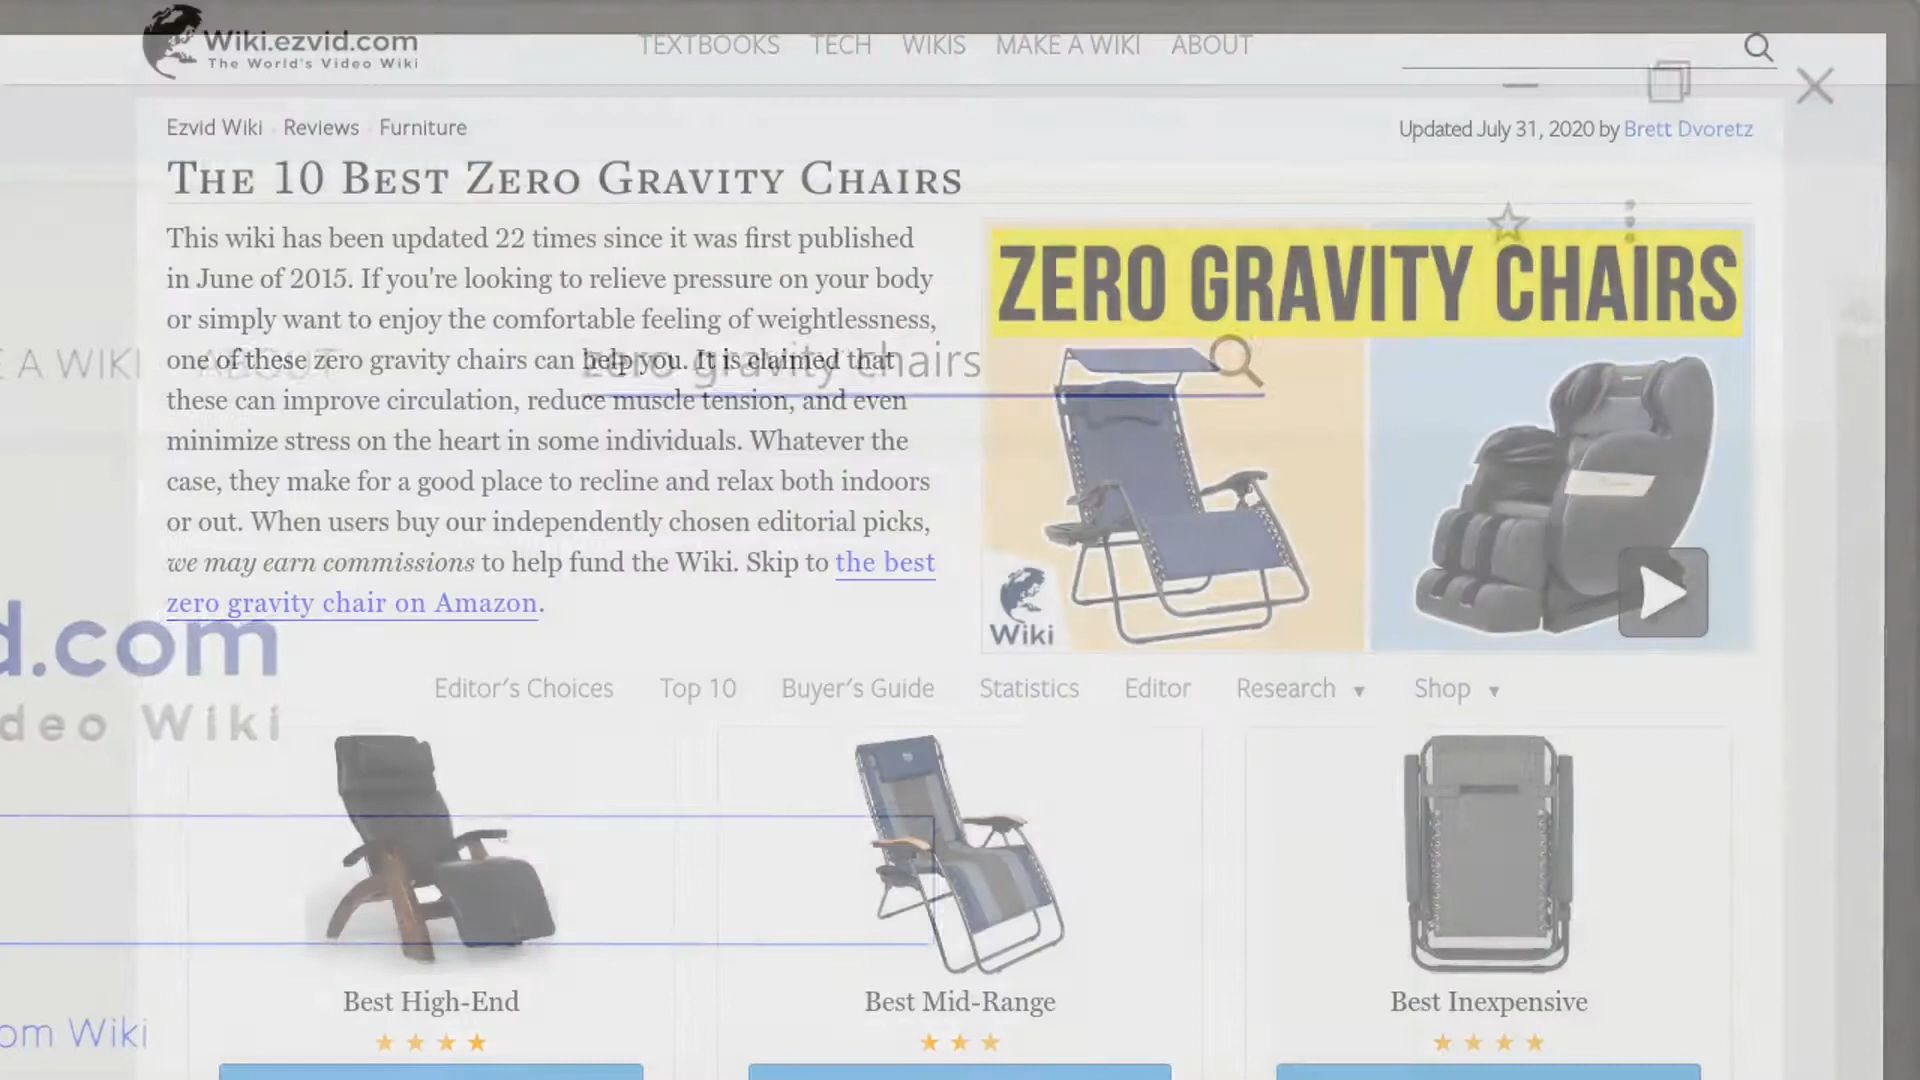 Wiki.ezvid.com
The World's Video Wiki
TEXTBOOKS TECH WIKIS MAKE A WIKI ABOUT
Ezvid Wiki Reviews Furniture
Updated July 31, 2020 by Brett Dvoretz
THE 10 BEST ZERO GRAVITY CHAIRS
This wiki has been updated 22 times since it was first published
in June of 2015. If you're looking to relieve pressure on your body
or simply want to enjoy the comfortable feeling of weightlessness,
one of these zero gravity chairs can help you. It is claimed that
these can improve circulation, reduce muscle tension, and even
minimize stress on the heart in some individuals. Whatever the
case, they make for a good place to recline and relax both indoors
or out. When users buy our independently chosen editorial picks,
we may earn commissions to help fund the Wiki. Skip to the best
zero gravity chair on Amazon.
ZERO GRAVITY CHAIRS
Wiki
E A WIKI ABOUT
zero gravity chairs
d.com
deo Wiki
Editor's Choices Top 10 Buyer's Guide Statistics Editor Research ▼ Shop ▼
Best High-End
Best Mid-Range
Best Inexpensive
om Wiki